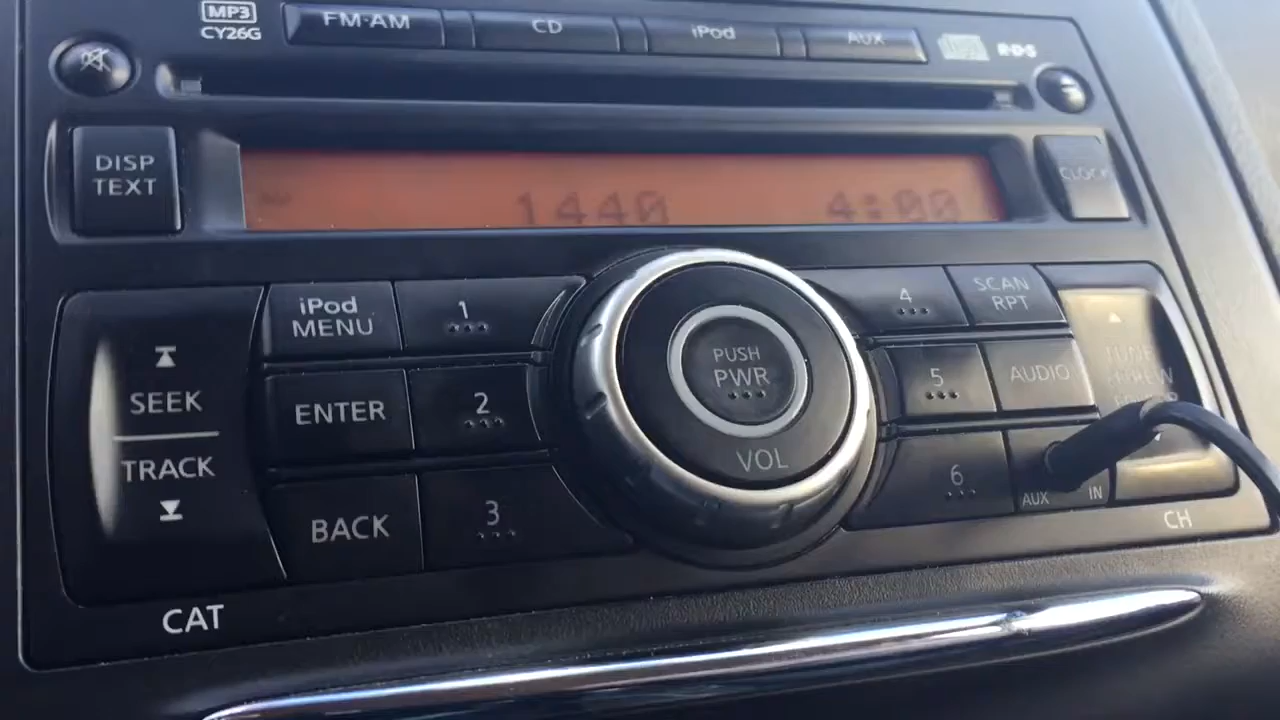 MP3
CY26G
FM·AM
CD
iPod
AUX
RDS
DISP
TEXT
1440
4:00
CLOCK
SEEK
TRACK
CAT
iPod
MENU
1
ENTER
2
BACK
3
PUSH
PWR
VOL
4
SCAN
RPT
5
AUDIO
6
AUX IN
TUNE
CH